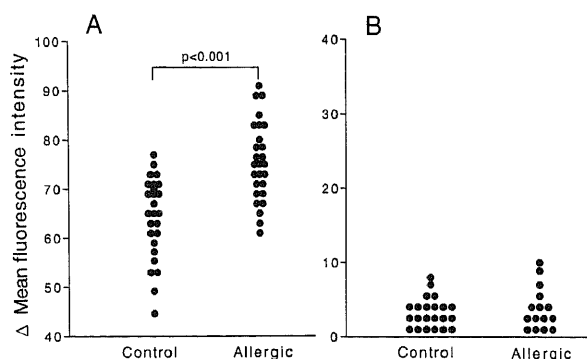 A
B
Δ Mean fluorescence intensity
100
90
80
70
60
50
40
p<0.001
Control
Allergic
40
30
20
10
0
Control
Allergic